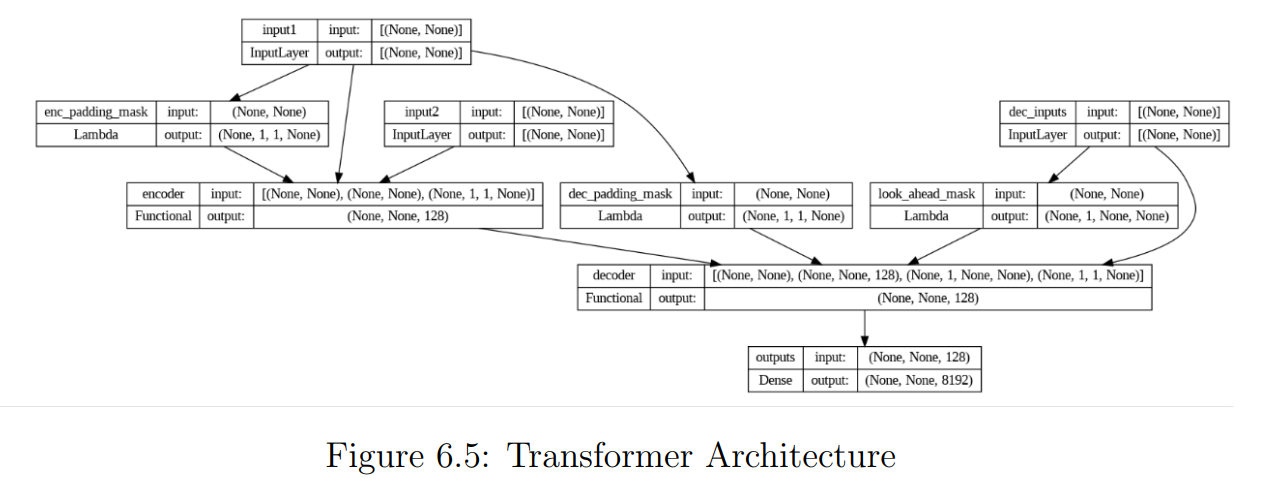 input1 input: [(None, None)]
InputLayer output: [(None, None)]
enc_padding_mask input: (None, None)
Lambda output: (None, 1, 1, None)
input2 input: [(None, None)]
InputLayer output: [(None, None)]
dec_inputs input: [(None, None)]
InputLayer output: [(None, None)]
encoder input: [(None, None), (None, None), (None, 1, 1, None)]
Functional output: (None, None, 128)
dec_padding_mask input: (None, None)
Lambda output: (None, 1, 1, None)
look_ahead_mask input: (None, None)
Lambda output: (None, 1, None, None)
decoder input: [(None, None), (None, None, 128), (None, 1, None, None), (None, 1, 1, None)]
Functional output: (None, None, 128)
outputs input: (None, None, 128)
Dense output: (None, None, 8192)
Figure 6.5: Transformer Architecture